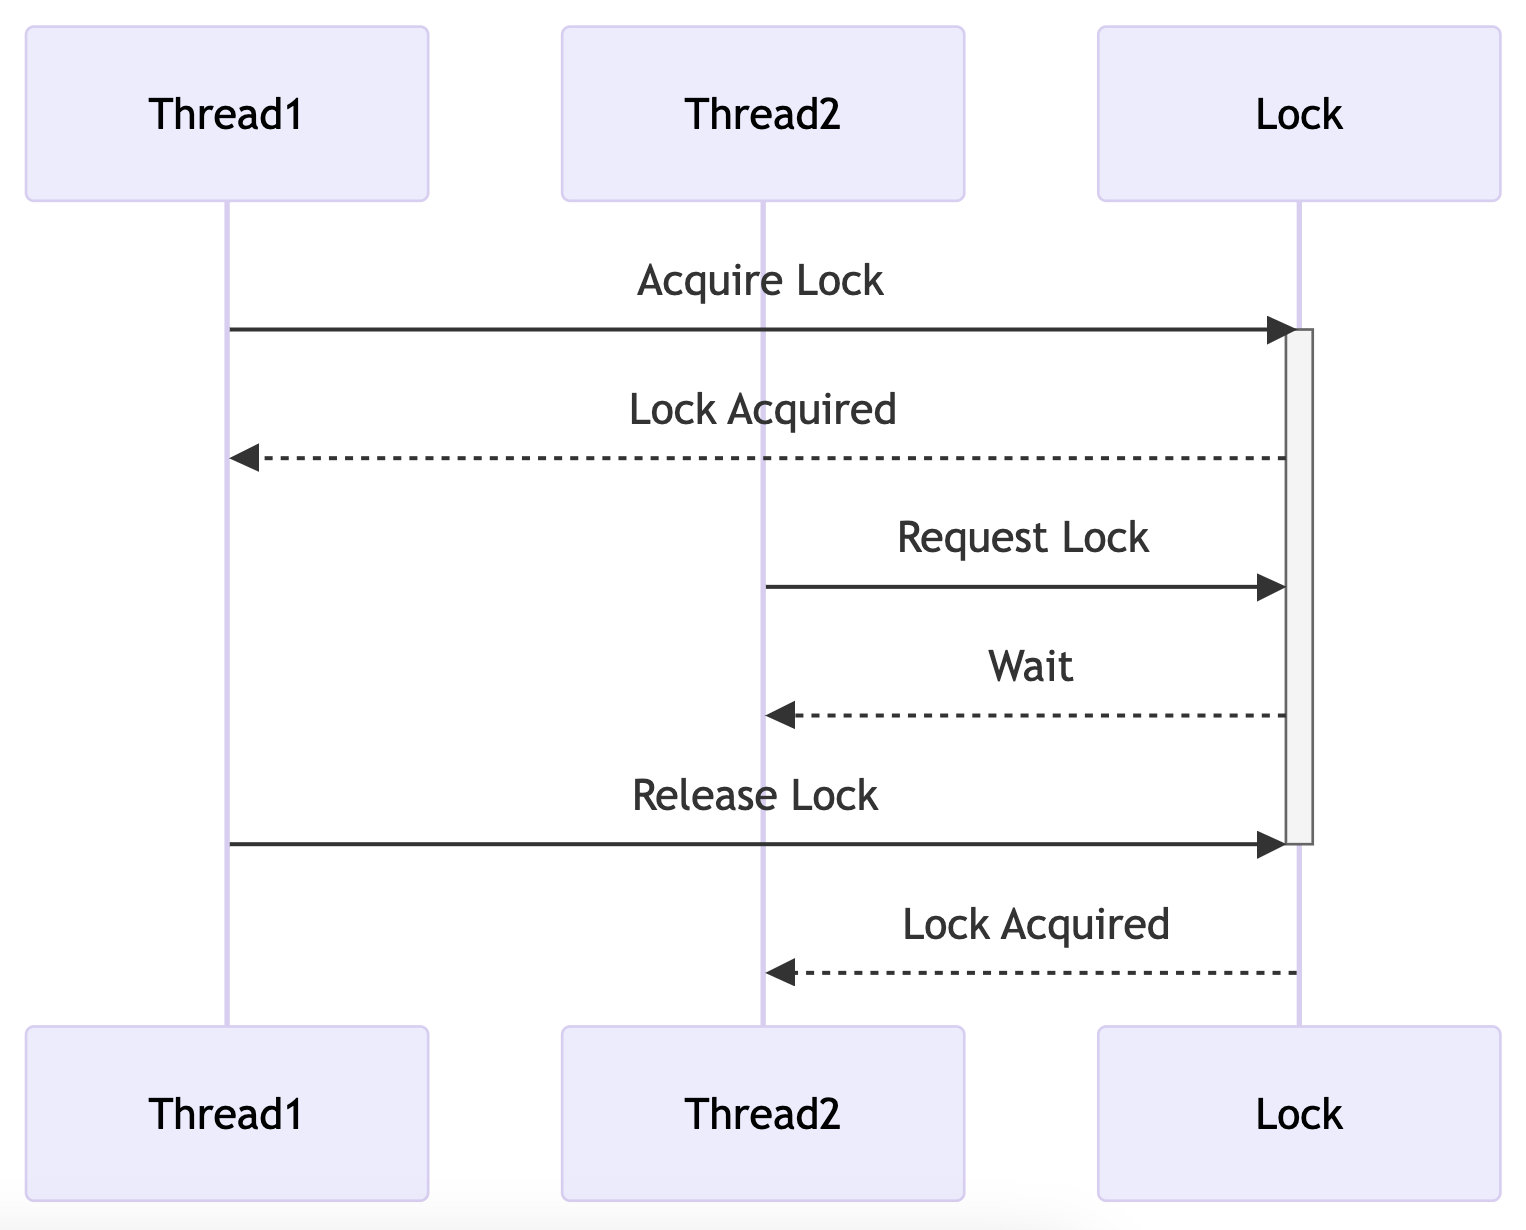 Thread1
Thread2
Lock
Acquire Lock
Lock Acquired
Request Lock
Wait
Release Lock
Lock Acquired
Thread1
Thread2
Lock